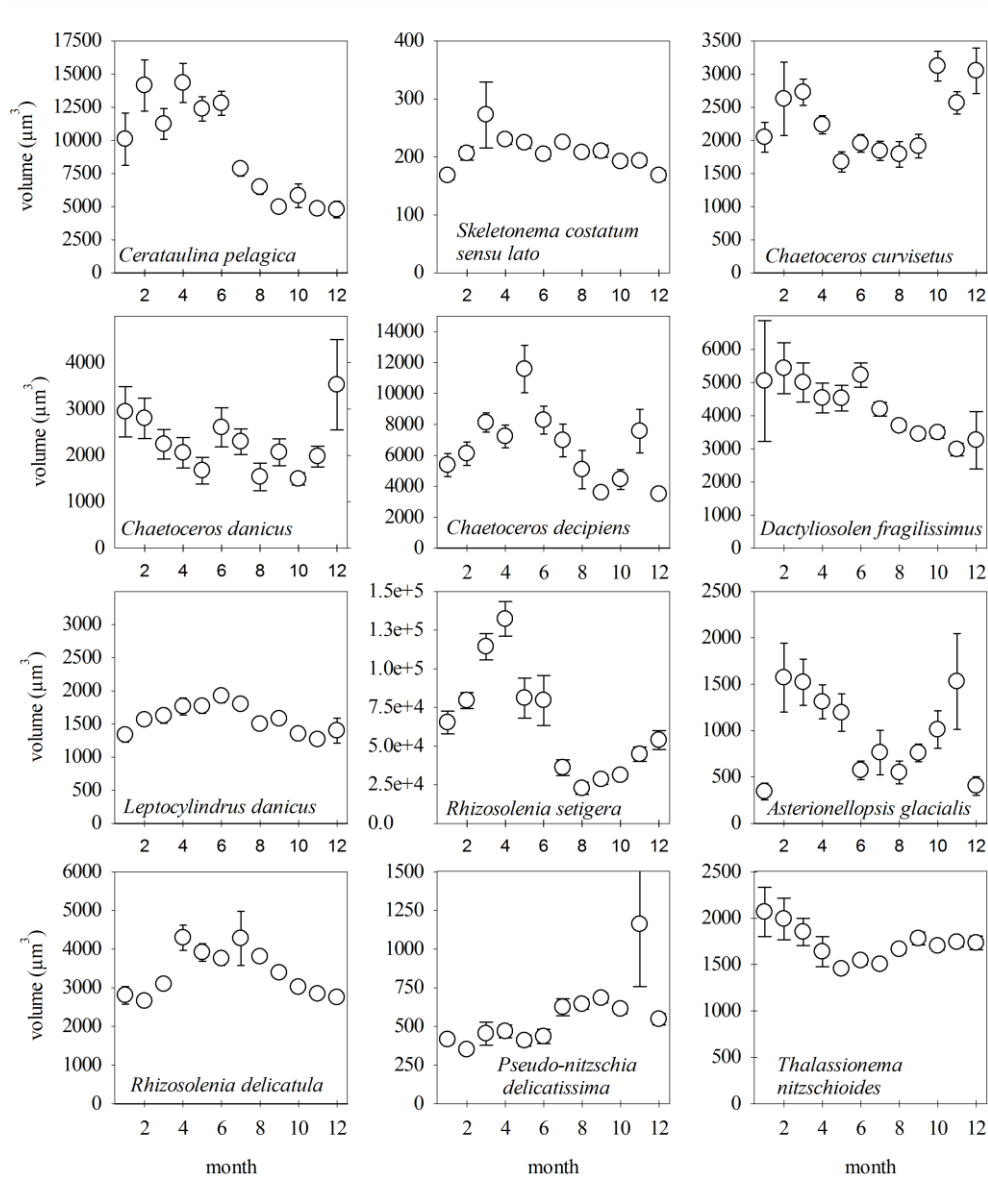 volume (µm³)
17500
15000
12500
10000
7500
5000
2500
0
Cerataulina pelagica
2 4 6 8 10 12
400
300
200
100
0
Skeletonema costatum
sensu lato
2 4 6 8 10 12
3500
3000
2500
2000
1500
1000
500
0
Chaetoceros curvisetus
2 4 6 8 10 12
volume (µm³)
4000
3000
2000
1000
0
Chaetoceros danicus
2 4 6 8 10 12
14000
12000
10000
8000
6000
4000
2000
0
Chaetoceros decipiens
2 4 6 8 10 12
6000
5000
4000
3000
2000
1000
0
Dactyliosolen fragilissimus
2 4 6 8 10 12
volume (µm³)
3000
2500
2000
1500
1000
500
0
Leptocylindrus danicus
2 4 6 8 10 12
1.5e+5
1.3e+5
1.0e+5
7.5e+4
5.0e+4
2.5e+4
0.0
Rhizosolenia setigera
2 4 6 8 10 12
2500
2000
1500
1000
500
0
Asterionellopsis glacialis
2 4 6 8 10 12
volume (µm³)
6000
5000
4000
3000
2000
1000
0
Rhizosolenia delicatula
2 4 6 8 10 12
month
1500
1250
1000
750
500
250
0
Pseudo-nitzschia
delicatissima
2 4 6 8 10 12
month
2500
2000
1500
1000
500
0
Thalassionema
nitzschioides
2 4 6 8 10 12
month